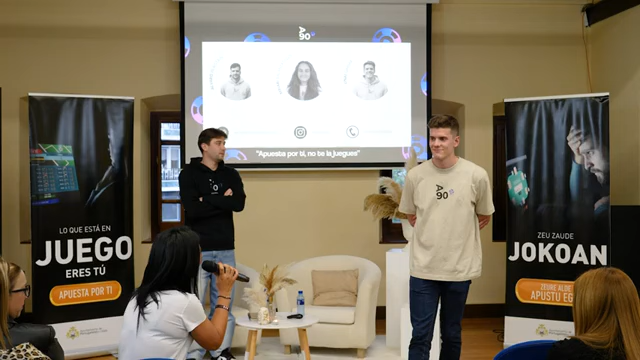 A
90
"Apuesta por ti, no te la juegues"
LO QUE ESTÁ EN
JUEGO
ERES TÚ
APUESTA POR TI
A
90
ZEU ZAUDE
JOKOAN
APUSTU EG